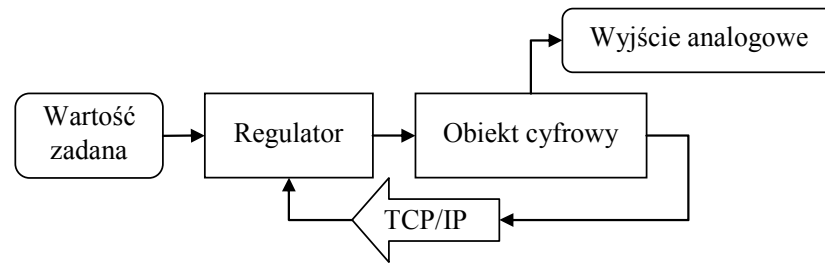 Wyjście analogowe
Wartość
zadana
Regulator
Obiekt cyfrowy
TCP/IP